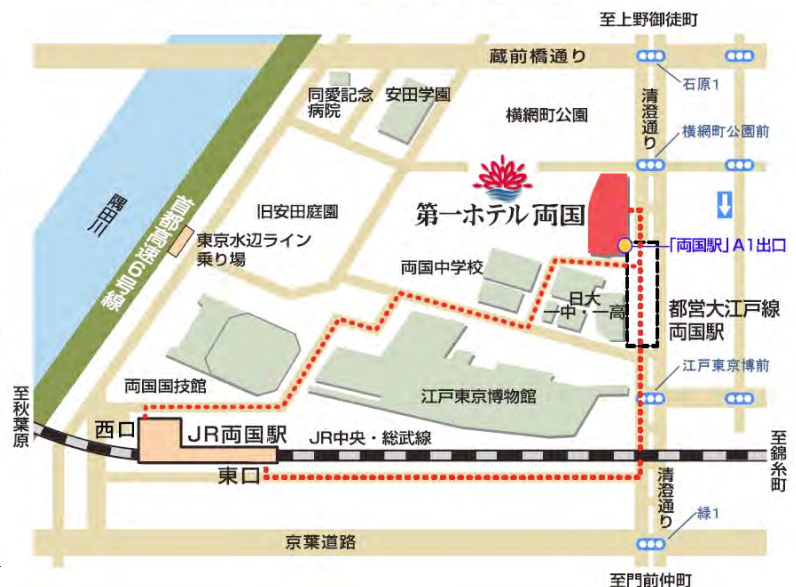 至上野御徒町
蔵前橋通り
石原1
同愛記念
病院
安田学園
横網町公園
清澄通り
横網町公園前
隅田川
首都高速6号線
旧安田庭園
第一ホテル両国
東京水辺ライン
乗り場
「両国駅」A1出口
両国中学校
日大
一中・一高
都営大江戸線
両国駅
江戸東京博前
両国国技館
江戸東京博物館
至秋葉原
西口
JR両国駅
JR中央・総武線
東口
至錦糸町
清澄通り
緑1
京葉道路
至門前仲町